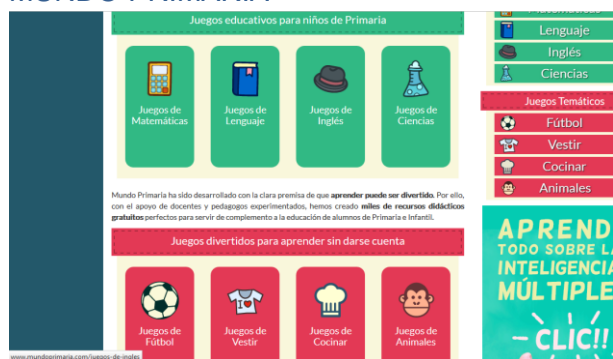 MUNDO PRIMARIA
Juegos educativos para niños de Primaria
Juegos de
Matemáticas
Juegos de
Lenguaje
Juegos de
Inglés
Juegos de
Ciencias
Mundo Primaria ha sido desarrollado con la clara premisa de que aprender puede ser divertido. Por ello,
con el apoyo de docentes y pedagogos experimentados, hemos creado miles de recursos didácticos
gratuitos perfectos para servir de complemento a la educación de alumnos de Primaria e Infantil.
Juegos divertidos para aprender sin darse cuenta
Juegos de
Fútbol
Juegos de
Vestir
Juegos de
Cocinar
Juegos de
Animales
www.mundoprimaria.com/juegos-de-ingles
Matemáticas
Lenguaje
Inglés
Ciencias
Juegos Temáticos
Fútbol
Vestir
Cocinar
Animales
APREND
TODO SOBRE LA
INTELIGENCIA
MÚLTIPLE
CLIC!!